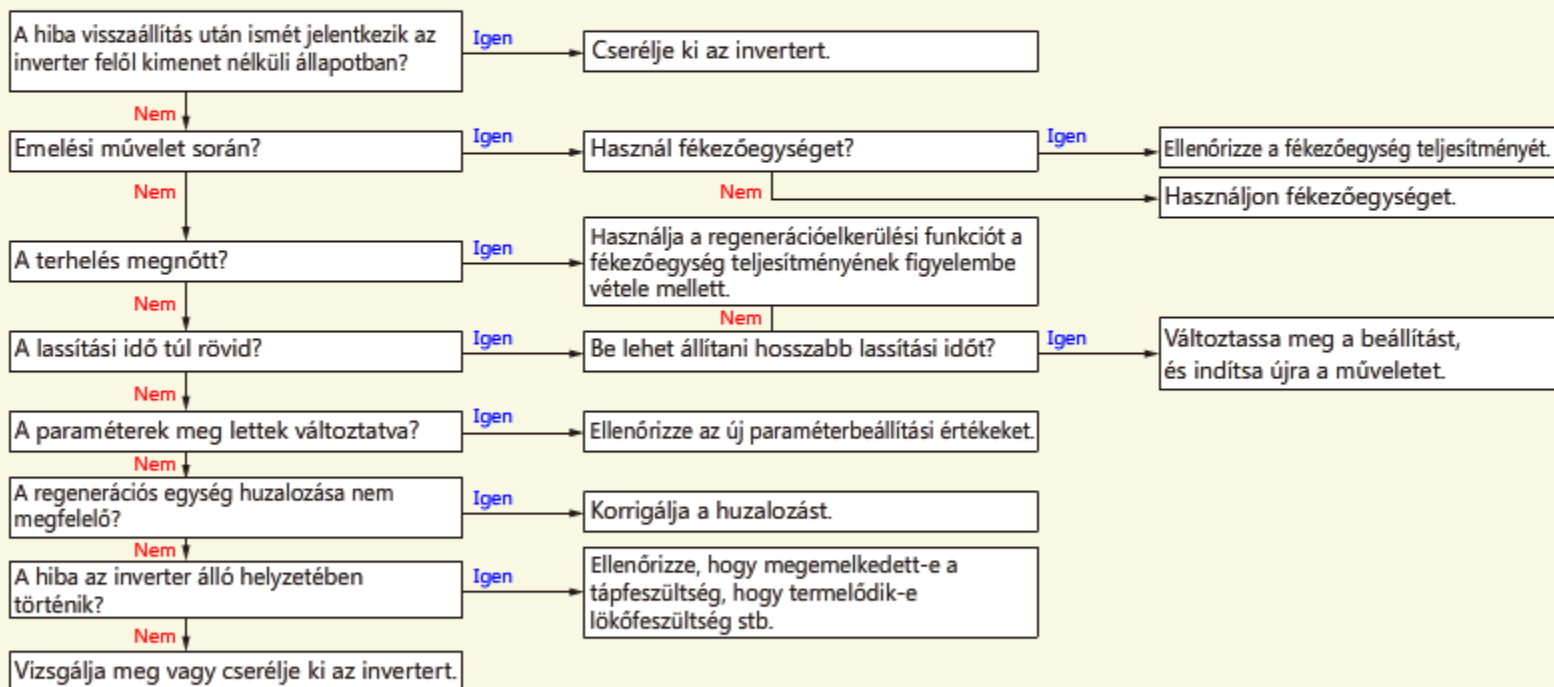 A hiba visszaállítás után ismét jelentkezik az
inverter felől kimenet nélküli állapotban?
Igen
Cserélje ki az invertert.
Nem
Emelési művelet során?
Igen
Használ fékezőegységet?
Igen
Ellenőrizze a fékezőegység teljesítményét.
Nem
Nem
Használjon fékezőegységet.
A terhelés megnőtt?
Igen
Használja a regenerációelkerülési funkciót a
fékezőegység teljesítményének figyelembe
vétele mellett.
Nem
Nem
A lassítási idő túl rövid?
Igen
Be lehet állítani hosszabb lassítási időt?
Igen
Változtassa meg a beállítást,
és indítsa újra a műveletet.
Nem
A paraméterek meg lettek változtatva?
Igen
Ellenőrizze az új paraméterbeállítási értékeket.
Nem
A regenerációs egység huzalozása nem
megfelelő?
Igen
Korrigálja a huzalozást.
Nem
A hiba az inverter álló helyzetében
történik?
Igen
Ellenőrizze, hogy megemelkedett-e a
tápfeszültség, hogy termelődik-e
lökőfeszültség stb.
Nem
Vizsgálja meg vagy cserélje ki az invertert.